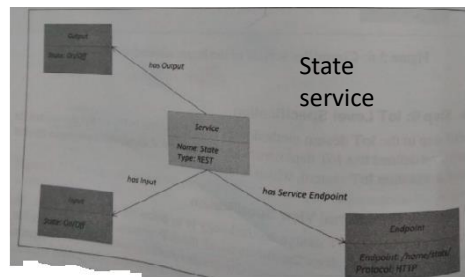 Output
State: On/Off
has Output
State
service
Service
Name: State
Type: REST
has Input
has Service Endpoint
Input
State: On/Off
Endpoint
Endpoint: /home/state/
Protocol: HTTP